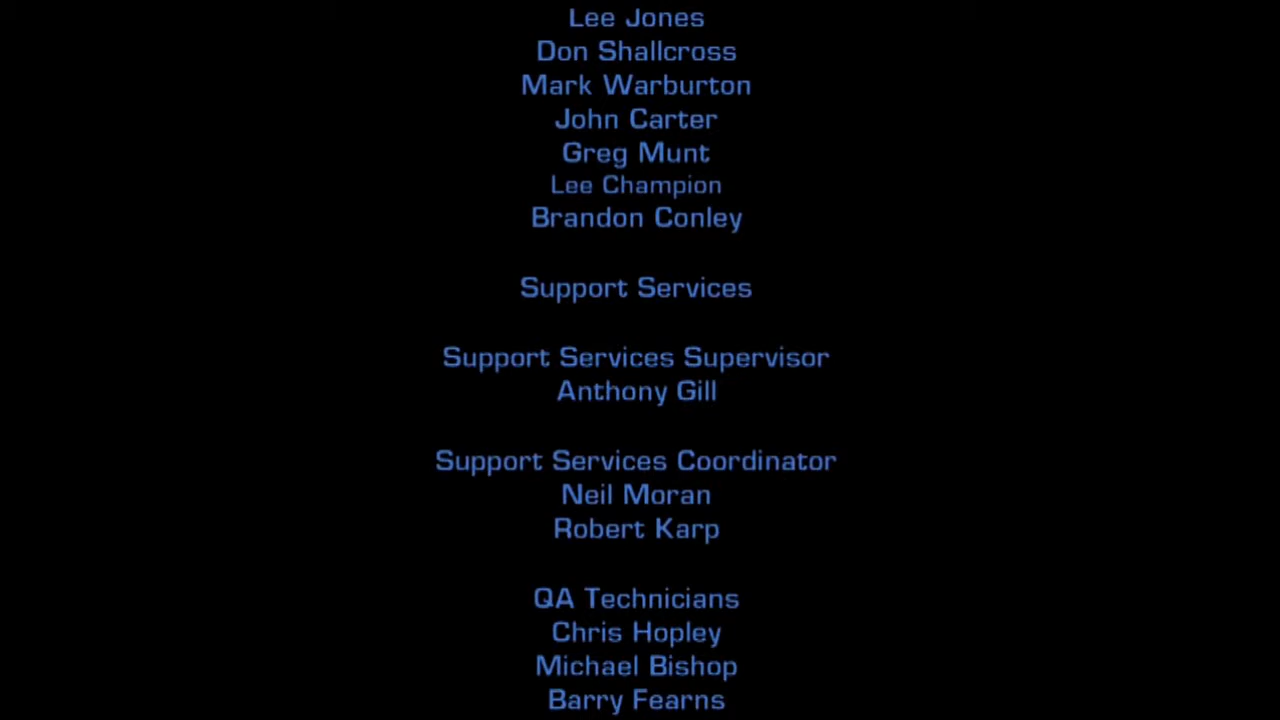 Lee Jones
Don Shallcross
Mark Warburton
John Carter
Greg Munt
Lee Champion
Brandon Conley
Support Services
Support Services Supervisor
Anthony Gill
Support Services Coordinator
Neil Moran
Robert Karp
QA Technicians
Chris Hopley
Michael Bishop
Barry Fearns